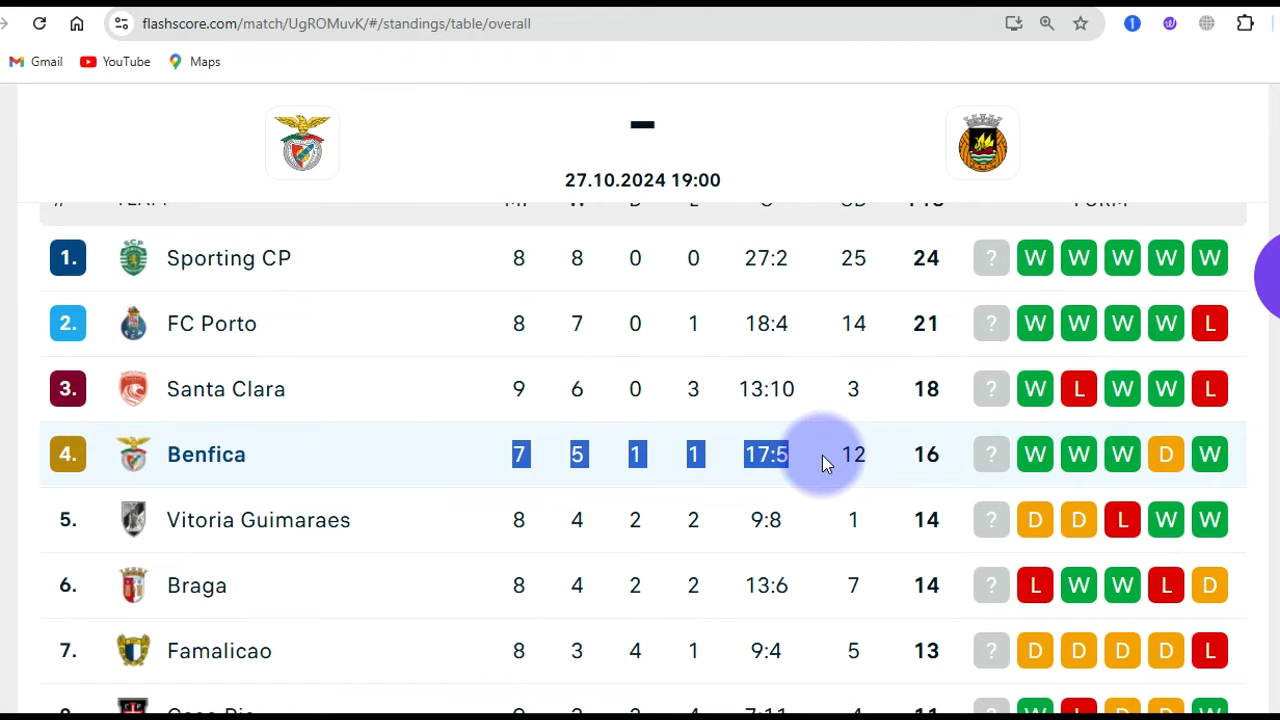 flashscore.com/match/UgROMuvK/#/standings/table/overall
Gmail YouTube Maps
27.10.2024 19:00
1. Sporting CP 8 8 0 0 27:2 25 24 ? W W W W W
2. FC Porto 8 7 0 1 18:4 14 21 ? W W W W L
3. Santa Clara 9 6 0 3 13:10 3 18 ? W L W W L
4. Benfica 7 5 1 1 17:5 12 16 ? W W W D W
5. Vitoria Guimaraes 8 4 2 2 9:8 1 14 ? D D L W W
6. Braga 8 4 2 2 13:6 7 14 ? L W W L D
7. Famalicao 8 3 4 1 9:4 5 13 ? D D D D L